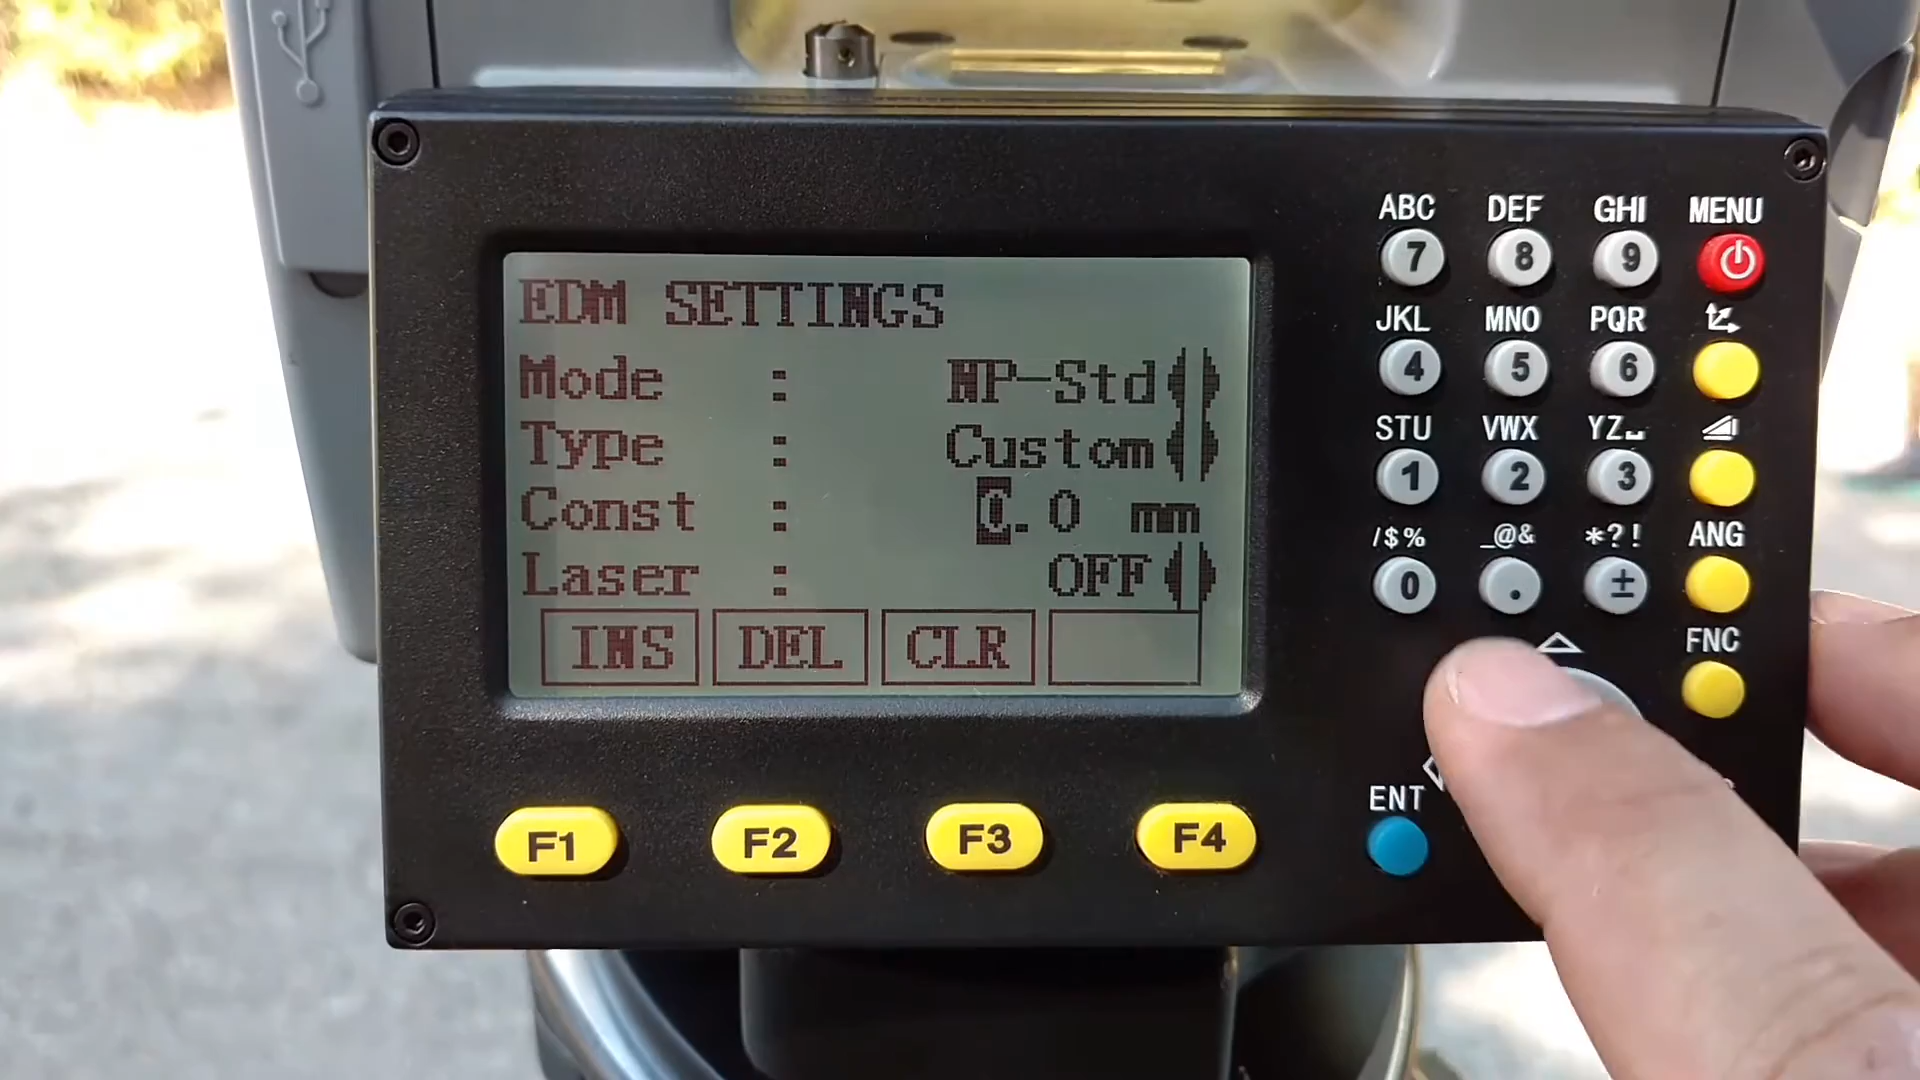 EDM SETTINGS
Mode : NP-Std
Type : Custom
Const : 0.0 mm
Laser : OFF
INS DEL CLR
F1 F2 F3 F4
ABC DEF GHI MENU
7 8 9
JKL MNO PQR
4 5 6
STU VWX YZ␣
1 2 3
/$% _@& *?! ANG
0 . ±
FNC
ENT